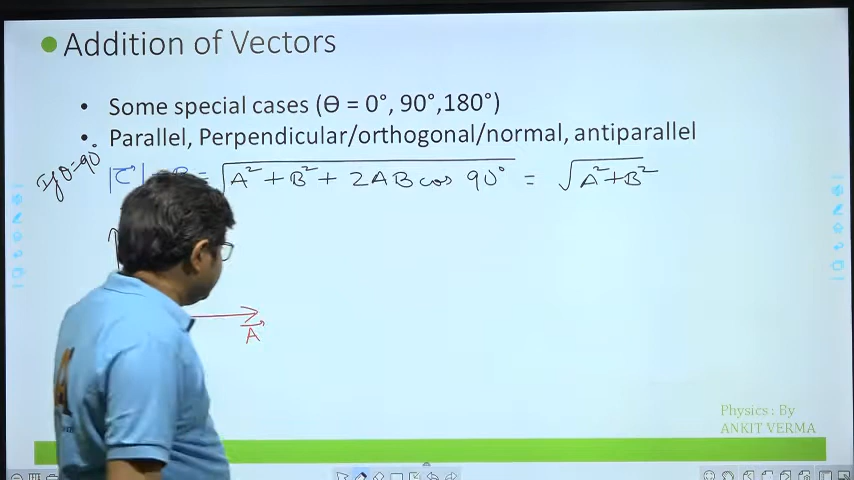 Addition of Vectors
• Some special cases (Ɵ = 0°, 90°,180°)
• Parallel, Perpendicular/orthogonal/normal, antiparallel
If θ=90°
= √A²+B²+ 2AB cos 90° = √A²+B²
A
Physics : By
ANKIT VERMA